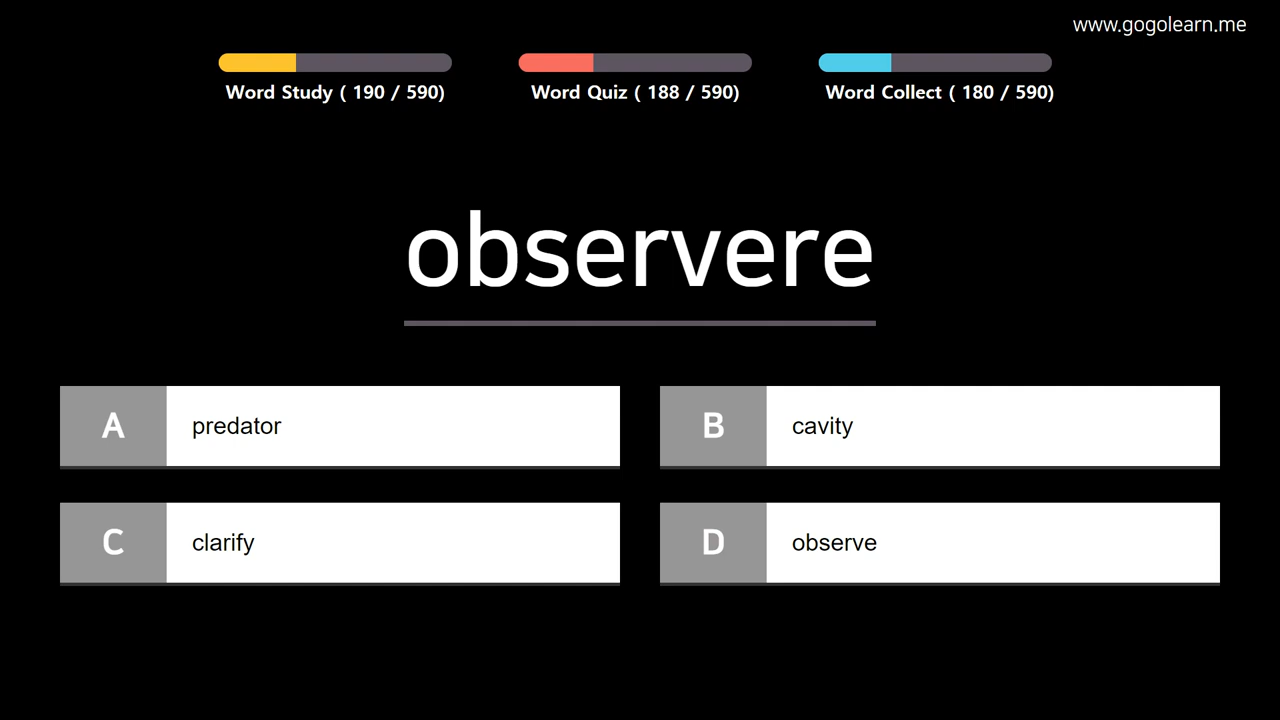 www.gogolearn.me
Word Study ( 190 / 590)
Word Quiz ( 188 / 590)
Word Collect ( 180 / 590)
observere
A predator
B cavity
C clarify
D observe